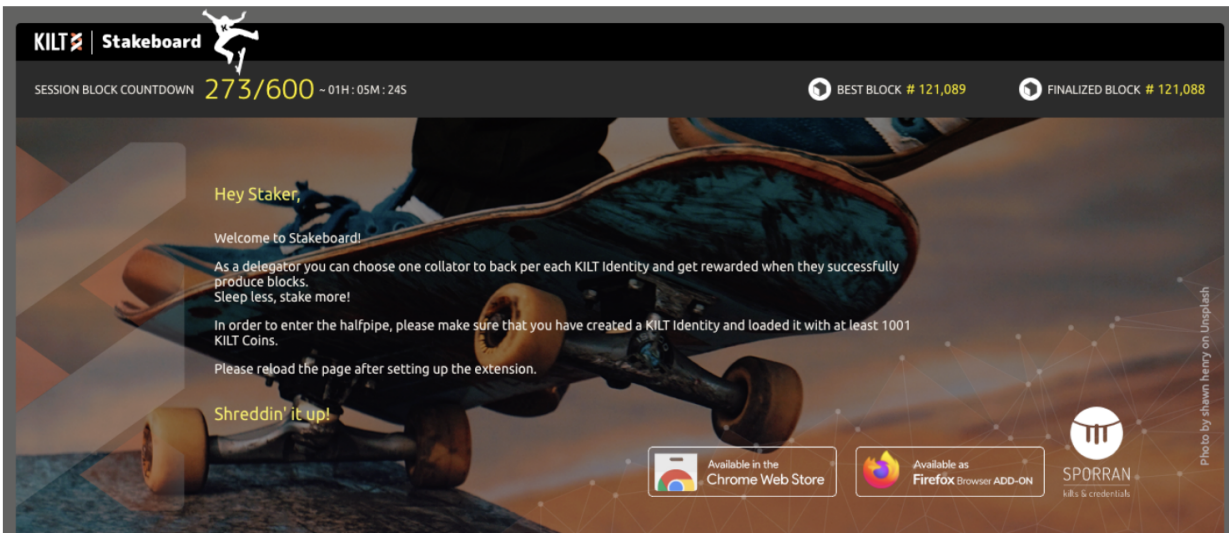 KILT Stakeboard
SESSION BLOCK COUNTDOWN 273/600 ~ 01H : 05M : 24S
BEST BLOCK # 121,089
FINALIZED BLOCK # 121,088
Hey Staker,
Welcome to Stakeboard!
As a delegator you can choose one collator to back per each KILT Identity and get rewarded when they successfully
produce blocks.
Sleep less, stake more!
In order to enter the halfpipe, please make sure that you have created a KILT Identity and loaded it with at least 1001
KILT Coins.
Please reload the page after setting up the extension.
Shreddin' it up!
Available in the
Chrome Web Store
Available as
Firefox Browser ADD-ON
SPORRAN
kilts & credentials
Photo by shawn henry on Unsplash